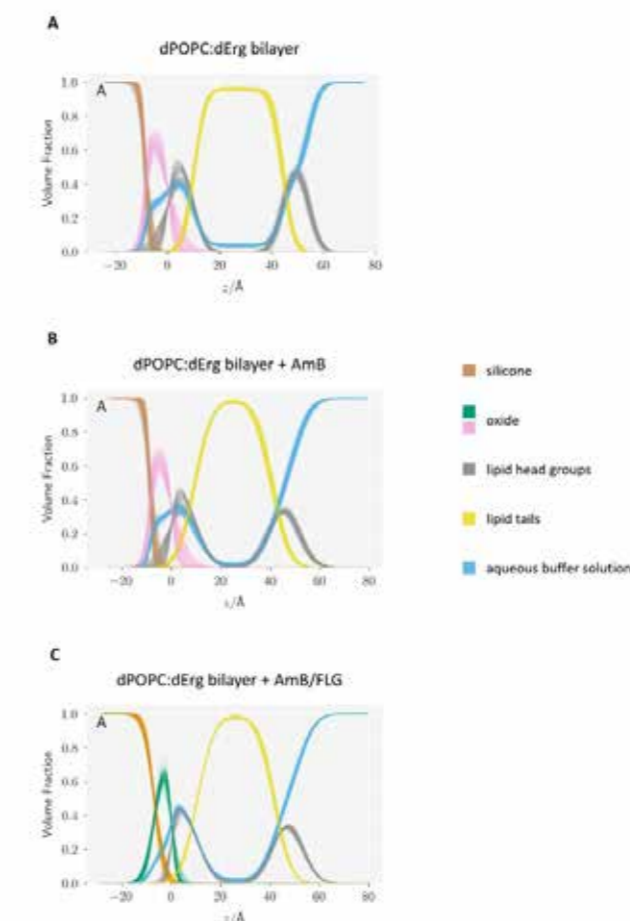 A
dPOPC:dErg bilayer
A
1.0
0.8
0.6
0.4
0.2
0.0
Volume Fraction
−20 0 20 40 60 80
z/Å
B
dPOPC:dErg bilayer + AmB
A
1.0
0.8
0.6
0.4
0.2
0.0
Volume Fraction
−20 0 20 40 60 80
z/Å
silicone
oxide
lipid head groups
lipid tails
aqueous buffer solution
C
dPOPC:dErg bilayer + AmB/FLG
A
1.0
0.8
0.6
0.4
0.2
0.0
Volume Fraction
−20 0 20 40 60 80
z/Å